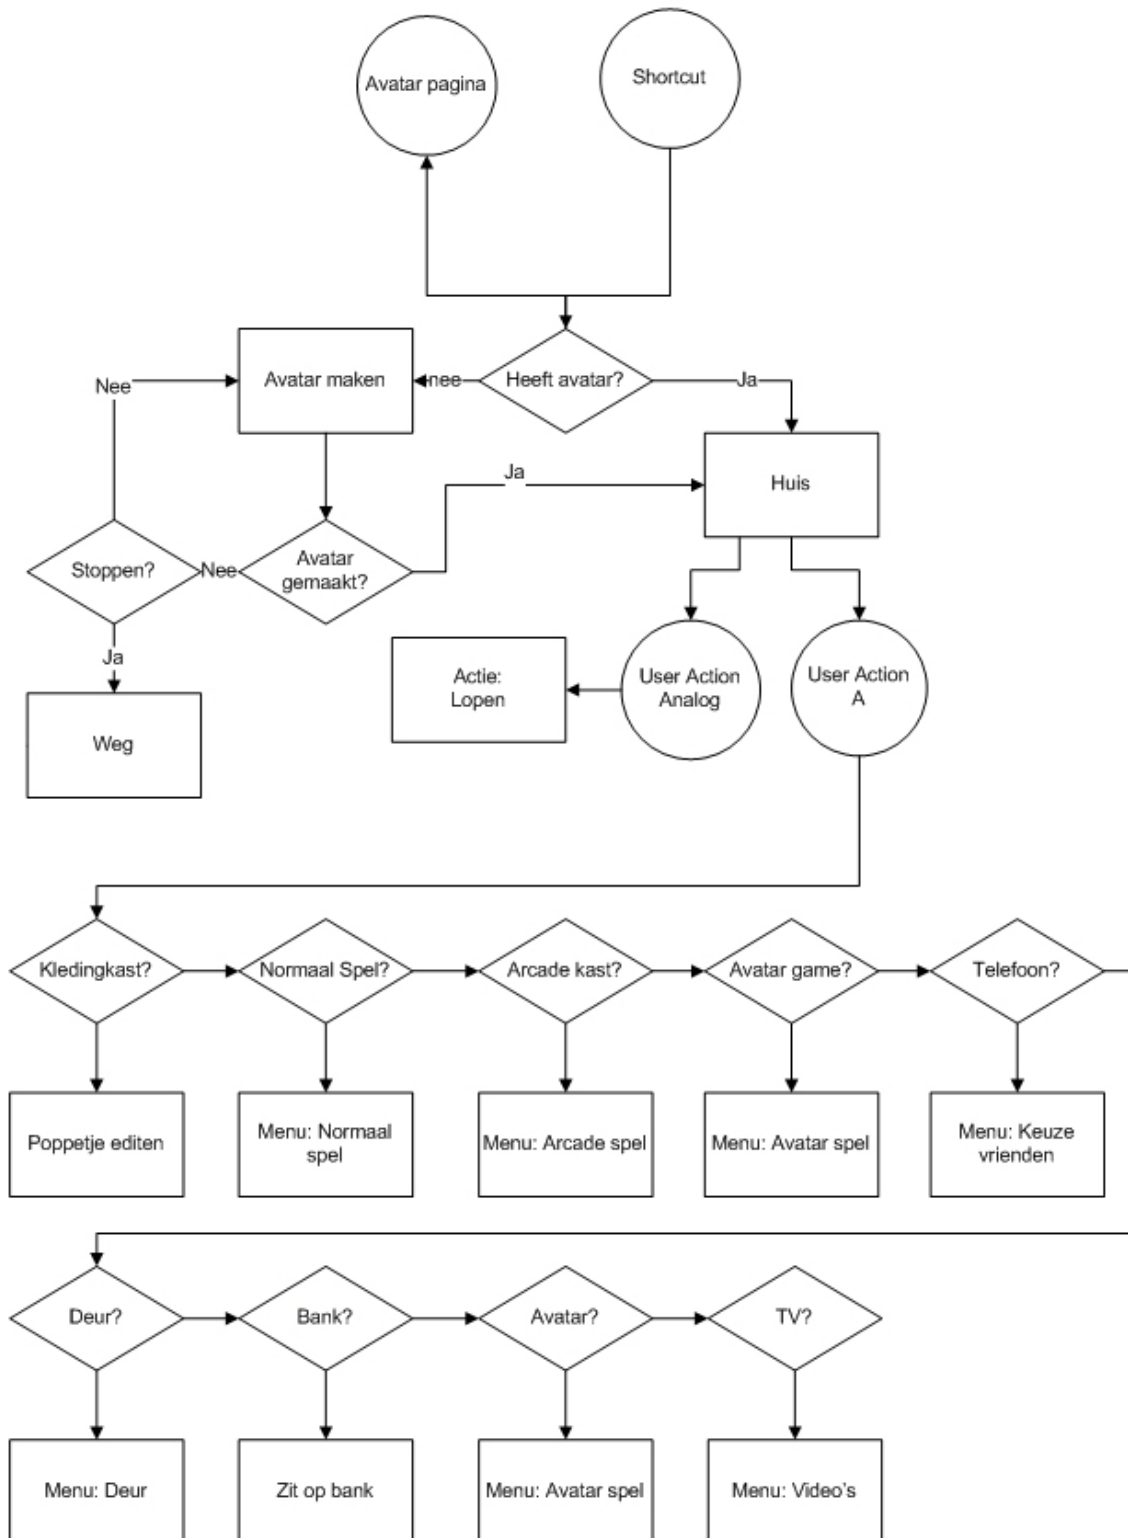 Avatar pagina
Shortcut
Avatar maken
nee
Heeft avatar?
Ja
Nee
Ja
Huis
Stoppen?
Nee
Avatar
gemaakt?
Ja
Actie:
Lopen
User Action
Analog
User Action
A
Weg
Kledingkast?
Normaal Spel?
Arcade kast?
Avatar game?
Telefoon?
Poppetje editen
Menu: Normaal
spel
Menu: Arcade spel
Menu: Avatar spel
Menu: Keuze
vrienden
Deur?
Bank?
Avatar?
TV?
Menu: Deur
Zit op bank
Menu: Avatar spel
Menu: Video's